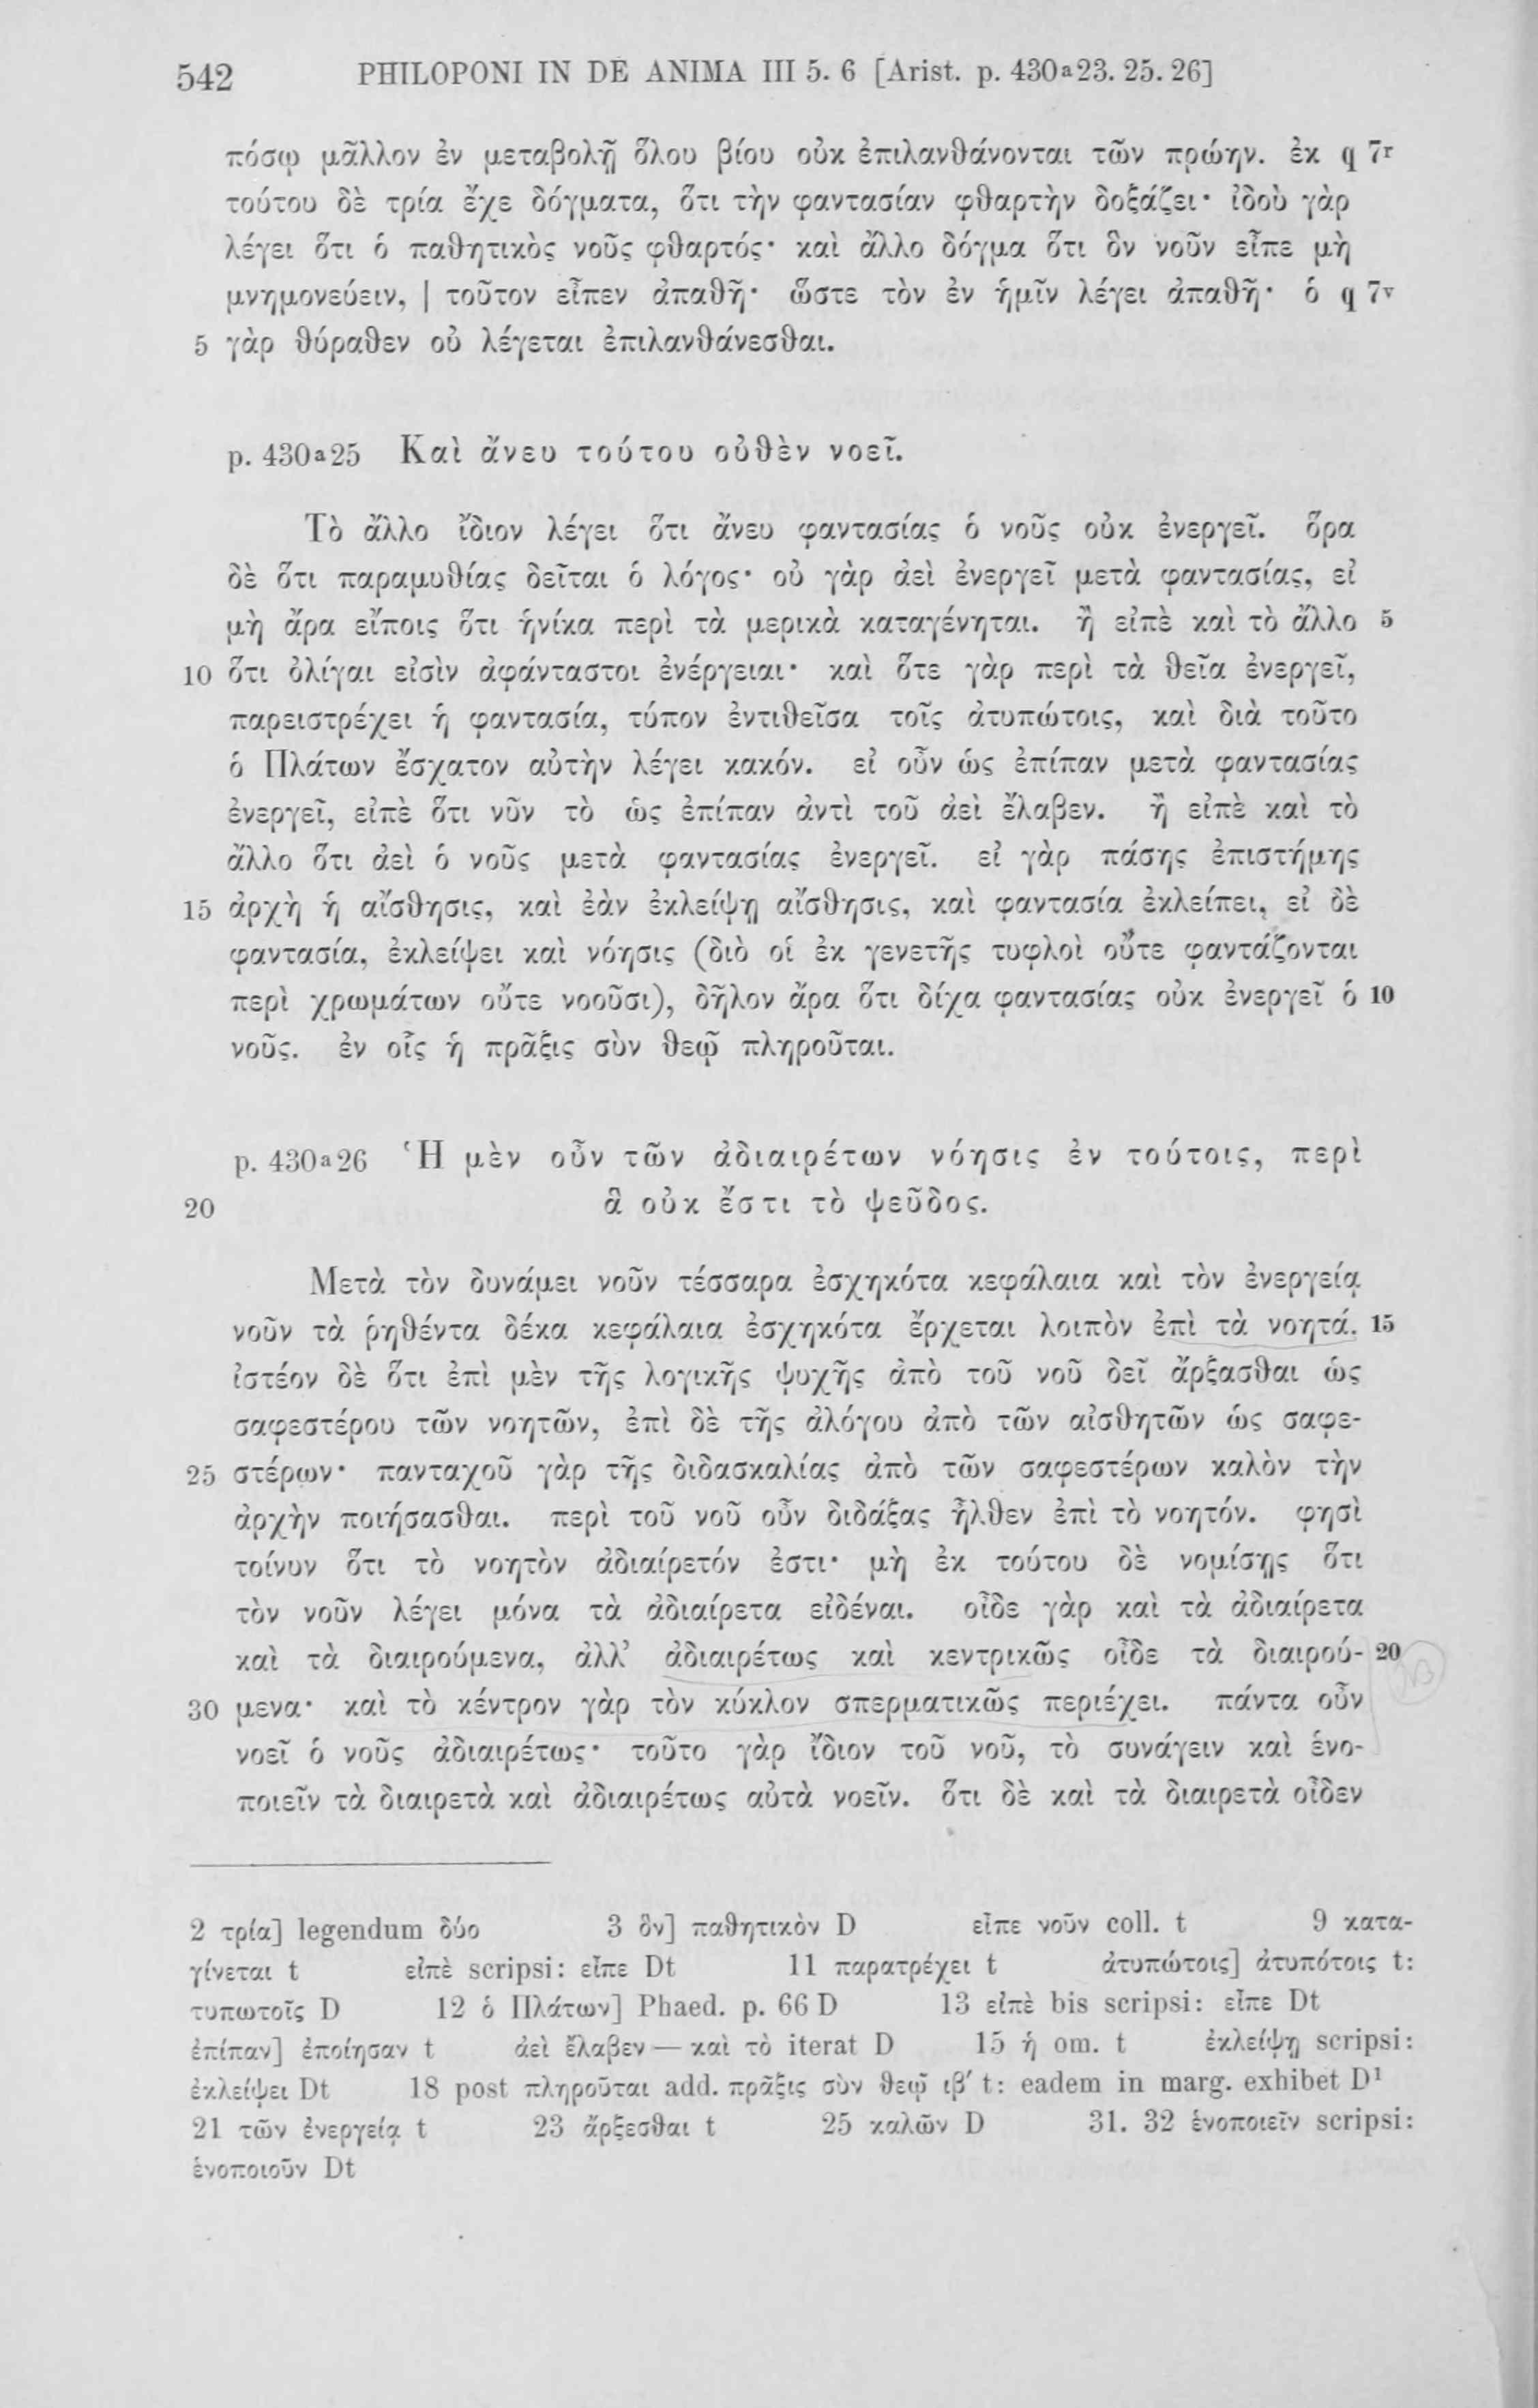 542 PHILOPONI IN DE ANIMA III 5. 6 [Arist. p. 430a23. 25. 26]
πόσῳ μᾶλλον ἐν μεταβολῇ ὅλου βίου οὐκ ἐπιλανθάνονται τῶν πρώην. ἐκ q 7r
τούτου δὲ τρία ἔχε δόγματα, ὅτι τὴν φαντασίαν φθαρτὴν δοξάζει· ἰδοὺ γὰρ
λέγει ὅτι ὁ παθητικὸς νοῦς φθαρτός· καὶ ἄλλο δόγμα ὅτι ὃν νοῦν εἶπε μὴ
μνημονεύειν, | τοῦτον εἶπεν ἀπαθῆ· ὥστε τὸν ἐν ἡμῖν λέγει ἀπαθῆ· ὁ q 7v
5 γὰρ θύραθεν οὐ λέγεται ἐπιλανθάνεσθαι.
p. 430a25 Καὶ ἄνευ τούτου οὐθὲν νοεῖ.
Τὸ ἄλλο ἴδιον λέγει ὅτι ἄνευ φαντασίας ὁ νοῦς οὐκ ἐνεργεῖ. ὅρα
δὲ ὅτι παραμυθίας δεῖται ὁ λόγος· οὐ γὰρ ἀεὶ ἐνεργεῖ μετὰ φαντασίας, εἰ
μὴ ἄρα εἴποις ὅτι ἡνίκα περὶ τὰ μερικὰ καταγένηται. ἢ εἰπὲ καὶ τὸ ἄλλο 5
10 ὅτι ὀλίγαι εἰσὶν ἀφάνταστοι ἐνέργειαι· καὶ ὅτε γὰρ περὶ τὰ θεῖα ἐνεργεῖ,
παρειστρέχει ἡ φαντασία, τύπον ἐντιθεῖσα τοῖς ἀτυπώτοις, καὶ διὰ τοῦτο
ὁ Πλάτων ἔσχατον αὐτὴν λέγει κακόν. εἰ οὖν ὡς ἐπίπαν μετὰ φαντασίας
ἐνεργεῖ, εἰπὲ ὅτι νῦν τὸ ὡς ἐπίπαν ἀντὶ τοῦ ἀεὶ ἔλαβεν. ἢ εἰπὲ καὶ τὸ
ἄλλο ὅτι ἀεὶ ὁ νοῦς μετὰ φαντασίας ἐνεργεῖ. εἰ γὰρ πάσης ἐπιστήμης
15 ἀρχὴ ἡ αἴσθησις, καὶ ἐὰν ἐκλείψῃ αἴσθησις, καὶ φαντασία ἐκλείπει, εἰ δὲ
φαντασία, ἐκλείψει καὶ νόησις (διὸ οἱ ἐκ γενετῆς τυφλοὶ οὔτε φαντάζονται
περὶ χρωμάτων οὔτε νοοῦσι), δῆλον ἄρα ὅτι δίχα φαντασίας οὐκ ἐνεργεῖ ὁ 10
νοῦς. ἐν οἷς ἡ πρᾶξις σὺν θεῷ πληροῦται.
p. 430a26 Ἡ μὲν οὖν τῶν ἀδιαιρέτων νόησις ἐν τούτοις, περὶ
20 ἃ οὐκ ἔστι τὸ ψεῦδος.
Μετὰ τὸν δυνάμει νοῦν τέσσαρα ἐσχηκότα κεφάλαια καὶ τὸν ἐνεργείᾳ
νοῦν τὰ ῥηθέντα δέκα κεφάλαια ἐσχηκότα ἔρχεται λοιπὸν ἐπὶ τὰ νοητά. 15
ἰστέον δὲ ὅτι ἐπὶ μὲν τῆς λογικῆς ψυχῆς ἀπὸ τοῦ νοῦ δεῖ ἄρξασθαι ὡς
σαφεστέρου τῶν νοητῶν, ἐπὶ δὲ τῆς ἀλόγου ἀπὸ τῶν αἰσθητῶν ὡς σαφε-
25 στέρων· πανταχοῦ γὰρ τῆς διδασκαλίας ἀπὸ τῶν σαφεστέρων καλὸν τὴν
ἀρχὴν ποιήσασθαι. περὶ τοῦ νοῦ οὖν διδάξας ἦλθεν ἐπὶ τὸ νοητόν. φησὶ
τοίνυν ὅτι τὸ νοητὸν ἀδιαίρετόν ἐστι· μὴ ἐκ τούτου δὲ νομίσῃς ὅτι
τὸν νοῦν λέγει μόνα τὰ ἀδιαίρετα εἰδέναι. οἶδε γὰρ καὶ τὰ ἀδιαίρετα
καὶ τὰ διαιρούμενα, ἀλλ’ ἀδιαιρέτως καὶ κεντρικῶς οἶδε τὰ διαιρού- 20
30 μενα· καὶ τὸ κέντρον γὰρ τὸν κύκλον σπερματικῶς περιέχει. πάντα οὖν
νοεῖ ὁ νοῦς ἀδιαιρέτως· τοῦτο γὰρ ἴδιον τοῦ νοῦ, τὸ συνάγειν καὶ ἑνο-
ποιεῖν τὰ διαιρετὰ καὶ ἀδιαιρέτως αὐτὰ νοεῖν. ὅτι δὲ καὶ τὰ διαιρετὰ οἶδεν
2 τρία] legendum δύο 3 ὃν] παθητικὸν D εἶπε νοῦν coll. t 9 κατα-
γίνεται t εἰπὲ scripsi: εἶπε Dt 11 παρατρέχει t ἀτυπώτοις] ἀτυπότοις t:
τυπωτοῖς D 12 ὁ Πλάτων] Phaed. p. 66 D 13 εἰπὲ bis scripsi: εἶπε Dt
ἐπίπαν] ἐποίησαν t ἀεὶ ἔλαβεν — καὶ τὸ iterat D 15 ἡ om. t ἐκλείψῃ scripsi:
ἐκλείψει Dt 18 post πληροῦται add. πρᾶξις σὺν θεῷ ιβ′ t: eadem in marg. exhibet D¹
21 τῶν ἐνεργείᾳ t 23 ἄρξεσθαι t 25 καλῶν D 31. 32 ἑνοποιεῖν scripsi:
ἑνοποιοῦν Dt